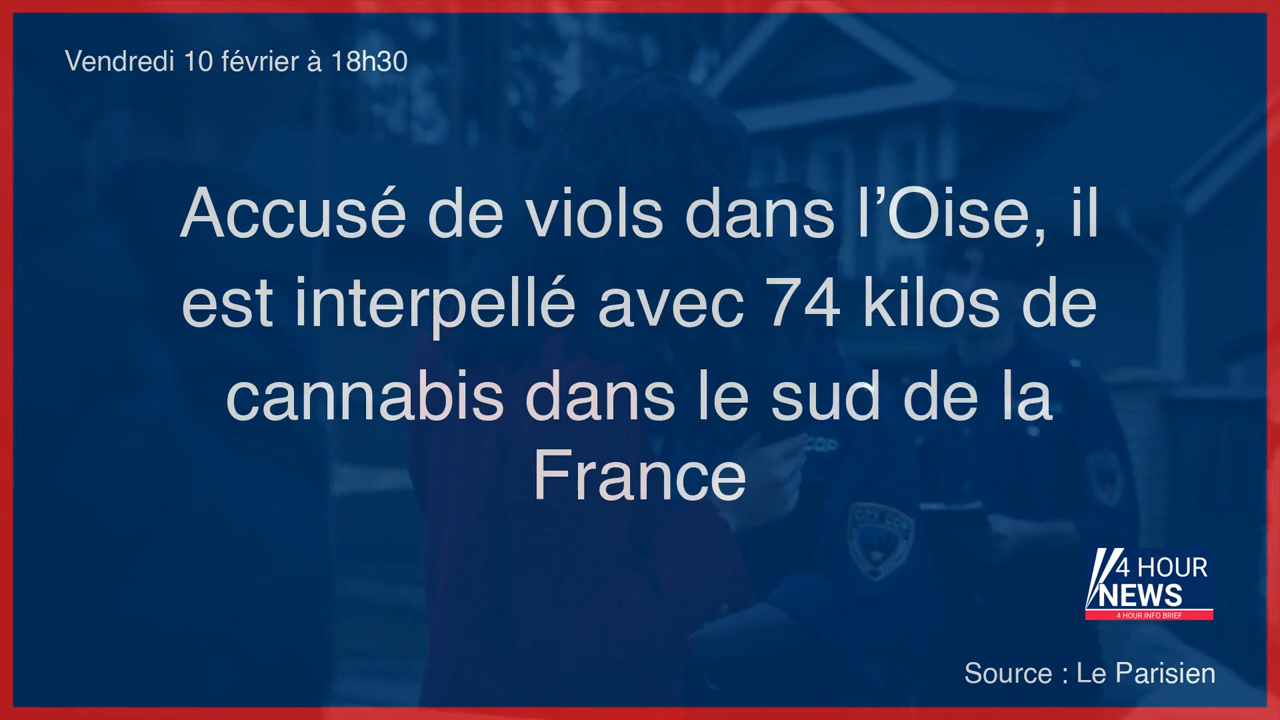 Vendredi 10 février à 18h30
Accusé de viols dans l’Oise, il
est interpellé avec 74 kilos de
cannabis dans le sud de la
France
4 HOUR
NEWS
4 HOUR INFO BRIEF
Source : Le Parisien